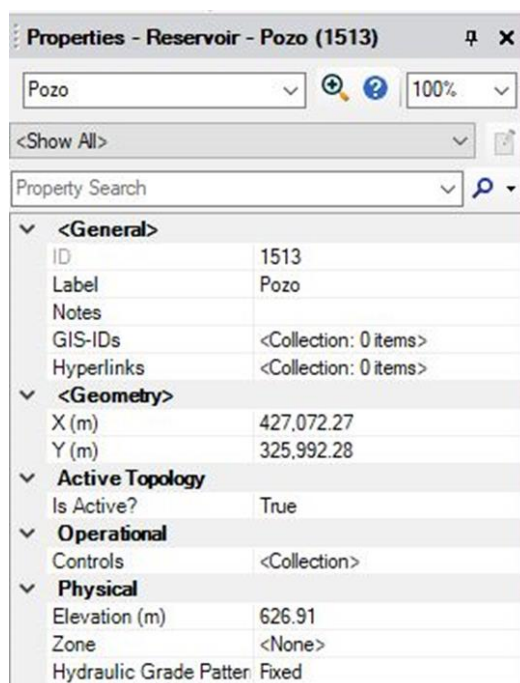 Properties - Reservoir - Pozo (1513)
Pozo 100%
<Show All>
Property Search
<General>
ID 1513
Label Pozo
Notes
GIS-IDs <Collection: 0 items>
Hyperlinks <Collection: 0 items>
<Geometry>
X (m) 427,072.27
Y (m) 325,992.28
Active Topology
Is Active? True
Operational
Controls <Collection>
Physical
Elevation (m) 626.91
Zone <None>
Hydraulic Grade Patter Fixed